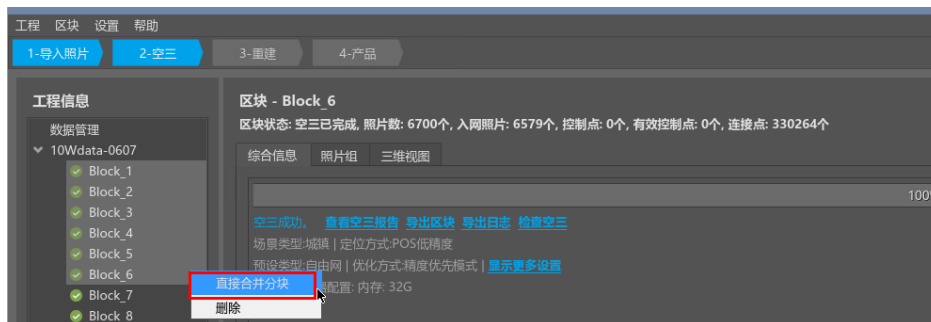 工程 区块 设置 帮助
1-导入照片 2-空三 3-重建 4-产品
工程信息
数据管理
10Wdata-0607
Block_1
Block_2
Block_3
Block_4
Block_5
Block_6
Block_7
Block_8
区块 - Block_6
区块状态: 空三已完成, 照片数: 6700个, 入网照片: 6579个, 控制点: 0个, 有效控制点: 0个, 连接点: 330264个
综合信息 照片组 三维视图
100%
空三成功。 查看空三报告 导出区块 导出日志 检查空三
场景类型:城镇 | 定位方式:POS低精度
预设类型:自由网 | 优化方式:精度优先模式 | 显示更多设置
配置: 内存: 32G
直接合并分块
删除